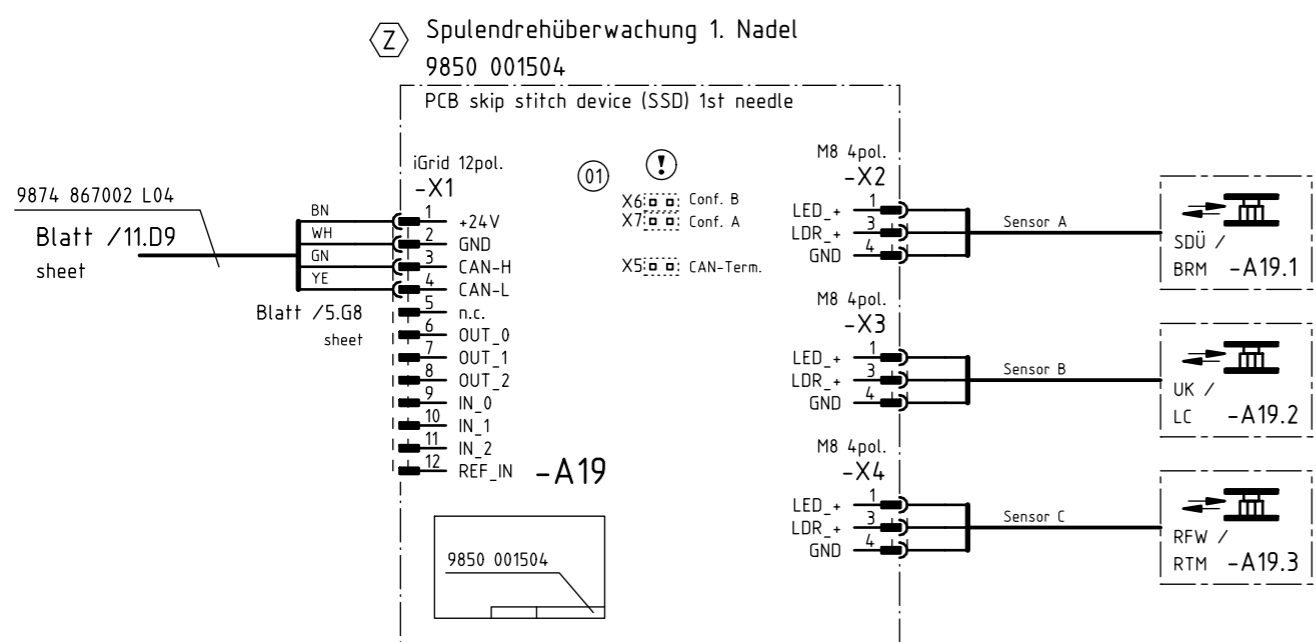 Z
Spulendrehüberwachung 1. Nadel
9850 001504
PCB skip stitch device (SSD) 1st needle
iGrid 12pol.
-X1
9874 867002 L04
Blatt /11.D9
sheet
BN
WH
GN
YE
Blatt /5.G8
sheet
1 +24V
2 GND
3 CAN-H
4 CAN-L
5 n.c.
6 OUT_0
7 OUT_1
8 OUT_2
9 IN_0
10 IN_1
11 IN_2
12 REF_IN
-A19
01
!
X6 Conf. B
X7 Conf. A
X5 CAN-Term.
9850 001504
M8 4pol.
-X2
LED_+ 1
LDR_+ 3
GND 4
Sensor A
SDÜ /
BRM -A19.1
M8 4pol.
-X3
LED_+ 1
LDR_+ 3
GND 4
Sensor B
UK /
LC -A19.2
M8 4pol.
-X4
LED_+ 1
LDR_+ 3
GND 4
Sensor C
RFW /
RTM -A19.3